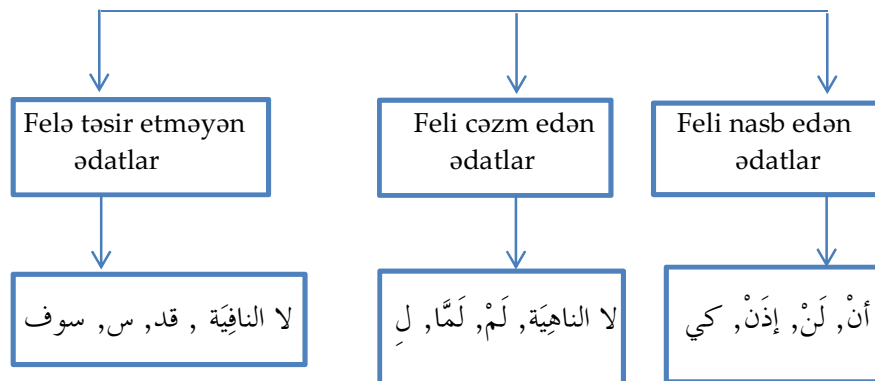 Felə təsir etməyən
ədatlar
Feli cəzm edən
ədatlar
Feli nasb edən
ədatlar
لا النافِيَة , قد, س, سوف
لا الناهِيَة, لَمْ, لَمَّا, لِ
أنْ, لَنْ, إذَنْ, كي